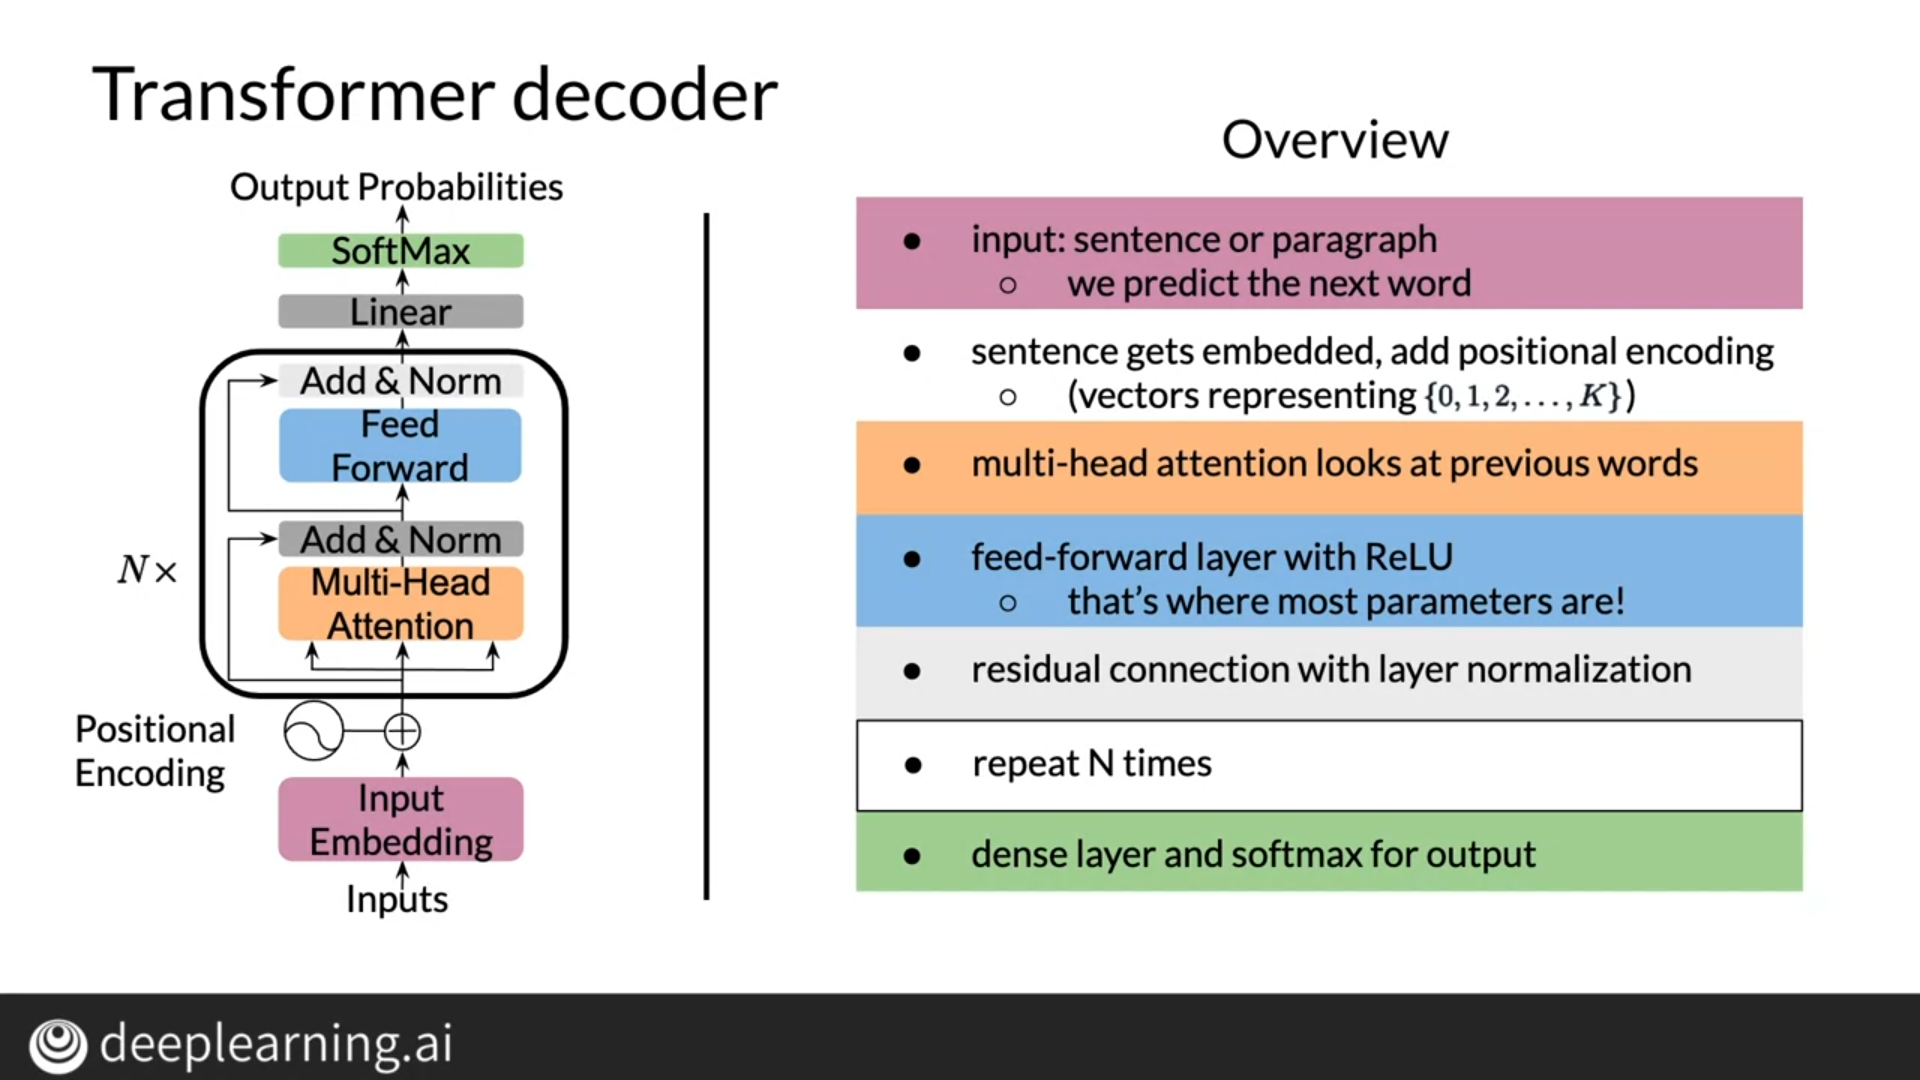 Transformer decoder
Output Probabilities
SoftMax
Linear
Add & Norm
Feed
Forward
Add & Norm
Multi-Head
Attention
N×
Positional
Encoding
Input
Embedding
Inputs
Overview
● input: sentence or paragraph
○ we predict the next word
● sentence gets embedded, add positional encoding
○ (vectors representing {0, 1, 2, . . . , K})
● multi-head attention looks at previous words
● feed-forward layer with ReLU
○ that’s where most parameters are!
● residual connection with layer normalization
● repeat N times
● dense layer and softmax for output
deeplearning.ai